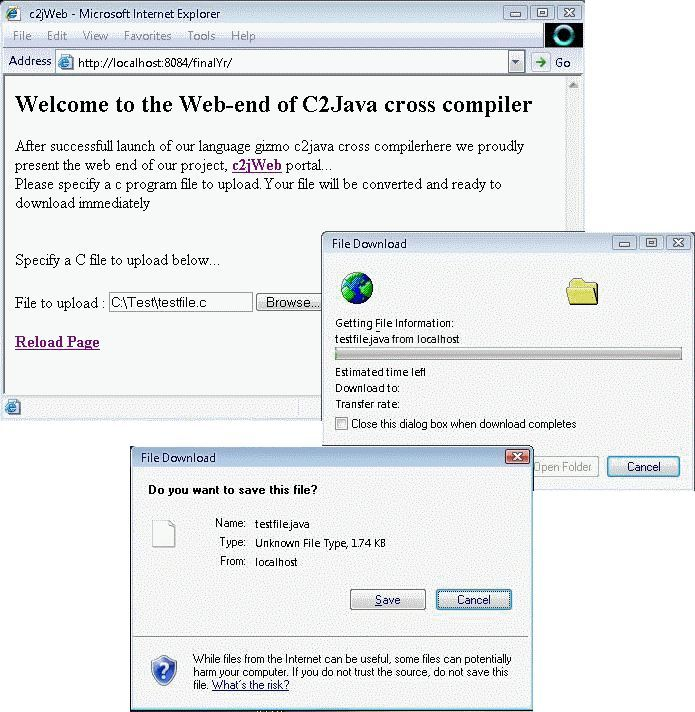 c2jWeb - Microsoft Internet Explorer
File Edit View Favorites Tools Help
Address http://localhost:8084/finalYr/ Go
Welcome to the Web-end of C2Java cross compiler
After successfull launch of our language gizmo c2java cross compilerhere we proudly
present the web end of our project, c2jWeb portal...
Please specify a c program file to upload.Your file will be converted and ready to
download immediately
Specify a C file to upload below...
File to upload : C:\Test\testfile.c Browse...
Reload Page
File Download
Getting File Information:
testfile.java from localhost
Estimated time left
Download to:
Transfer rate:
Close this dialog box when download completes
Open Folder Cancel
File Download
Do you want to save this file?
Name: testfile.java
Type: Unknown File Type, 1.74 KB
From: localhost
Save Cancel
While files from the Internet can be useful, some files can potentially
harm your computer. If you do not trust the source, do not save this
file. What's the risk?